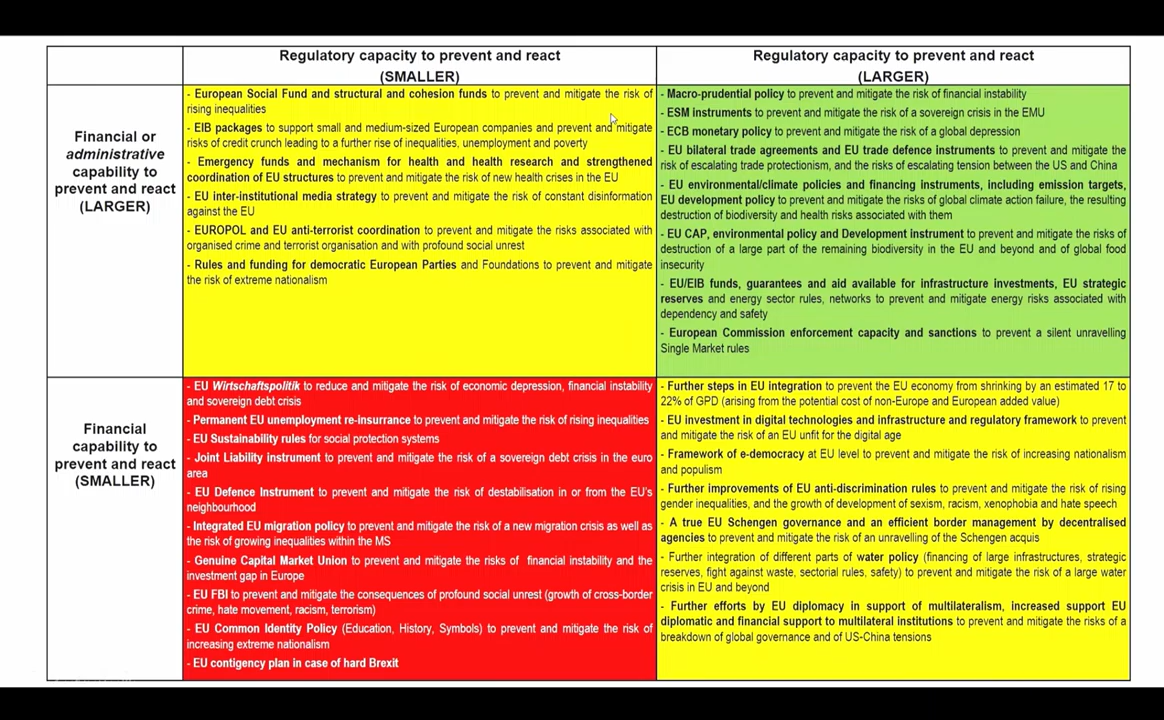 Regulatory capacity to prevent and react
(SMALLER)
Regulatory capacity to prevent and react
(LARGER)
Financial or
administrative
capability to
prevent and react
(LARGER)
- European Social Fund and structural and cohesion funds to prevent and mitigate the risk of
rising inequalities
- EIB packages to support small and medium-sized European companies and prevent and mitigate
risks of credit crunch leading to a further rise of inequalities, unemployment and poverty
- Emergency funds and mechanism for health and health research and strengthened
coordination of EU structures to prevent and mitigate the risk of new health crises in the EU
- EU inter-institutional media strategy to prevent and mitigate the risk of constant disinformation
against the EU
- EUROPOL and EU anti-terrorist coordination to prevent and mitigate the risks associated with
organised crime and terrorist organisation and with profound social unrest
- Rules and funding for democratic European Parties and Foundations to prevent and mitigate
the risk of extreme nationalism
- Macro-prudential policy to prevent and mitigate the risk of financial instability
- ESM instruments to prevent and mitigate the risk of a sovereign crisis in the EMU
- ECB monetary policy to prevent and mitigate the risk of a global depression
- EU bilateral trade agreements and EU trade defence instruments to prevent and mitigate the
risk of escalating trade protectionism, and the risks of escalating tension between the US and China
- EU environmental/climate policies and financing instruments, including emission targets,
EU development policy to prevent and mitigate the risks of global climate action failure, the resulting
destruction of biodiversity and health risks associated with them
- EU CAP, environmental policy and Development instrument to prevent and mitigate the risks of
destruction of a large part of the remaining biodiversity in the EU and beyond and of global food
insecurity
- EU/EIB funds, guarantees and aid available for infrastructure investments, EU strategic
reserves and energy sector rules, networks to prevent and mitigate energy risks associated with
dependency and safety
- European Commission enforcement capacity and sanctions to prevent a silent unravelling
Single Market rules
Financial
capability to
prevent and react
(SMALLER)
- EU Wirtschaftspolitik to reduce and mitigate the risk of economic depression, financial instability
and sovereign debt crisis
- Permanent EU unemployment re-insurrance to prevent and mitigate the risk of rising inequalities
- EU Sustainability rules for social protection systems
- Joint Liability instrument to prevent and mitigate the risk of a sovereign debt crisis in the euro
area
- EU Defence Instrument to prevent and mitigate the risk of destabilisation in or from the EU's
neighbourhood
- Integrated EU migration policy to prevent and mitigate the risk of a new migration crisis as well as
the risk of growing inequalities within the MS
- Genuine Capital Market Union to prevent and mitigate the risks of financial instability and the
investment gap in Europe
- EU FBI to prevent and mitigate the consequences of profound social unrest (growth of cross-border
crime, hate movement, racism, terrorism)
- EU Common Identity Policy (Education, History, Symbols) to prevent and mitigate the risk of
increasing extreme nationalism
- EU contigency plan in case of hard Brexit
- Further steps in EU integration to prevent the EU economy from shrinking by an estimated 17 to
22% of GPD (arising from the potential cost of non-Europe and European added value)
- EU investment in digital technologies and infrastructure and regulatory framework to prevent
and mitigate the risk of an EU unfit for the digital age
- Framework of e-democracy at EU level to prevent and mitigate the risk of increasing nationalism
and populism
- Further improvements of EU anti-discrimination rules to prevent and mitigate the risk of rising
gender inequalities, and the growth of development of sexism, racism, xenophobia and hate speech
- A true EU Schengen governance and an efficient border management by decentralised
agencies to prevent and mitigate the risk of an unravelling of the Schengen acquis
- Further integration of different parts of water policy (financing of large infrastructures, strategic
reserves, fight against waste, sectorial rules, safety) to prevent and mitigate the risk of a large water
crisis in EU and beyond
- Further efforts by EU diplomacy in support of multilateralism, increased support EU
diplomatic and financial support to multilateral institutions to prevent and mitigate the risks of a
breakdown of global governance and of US-China tensions